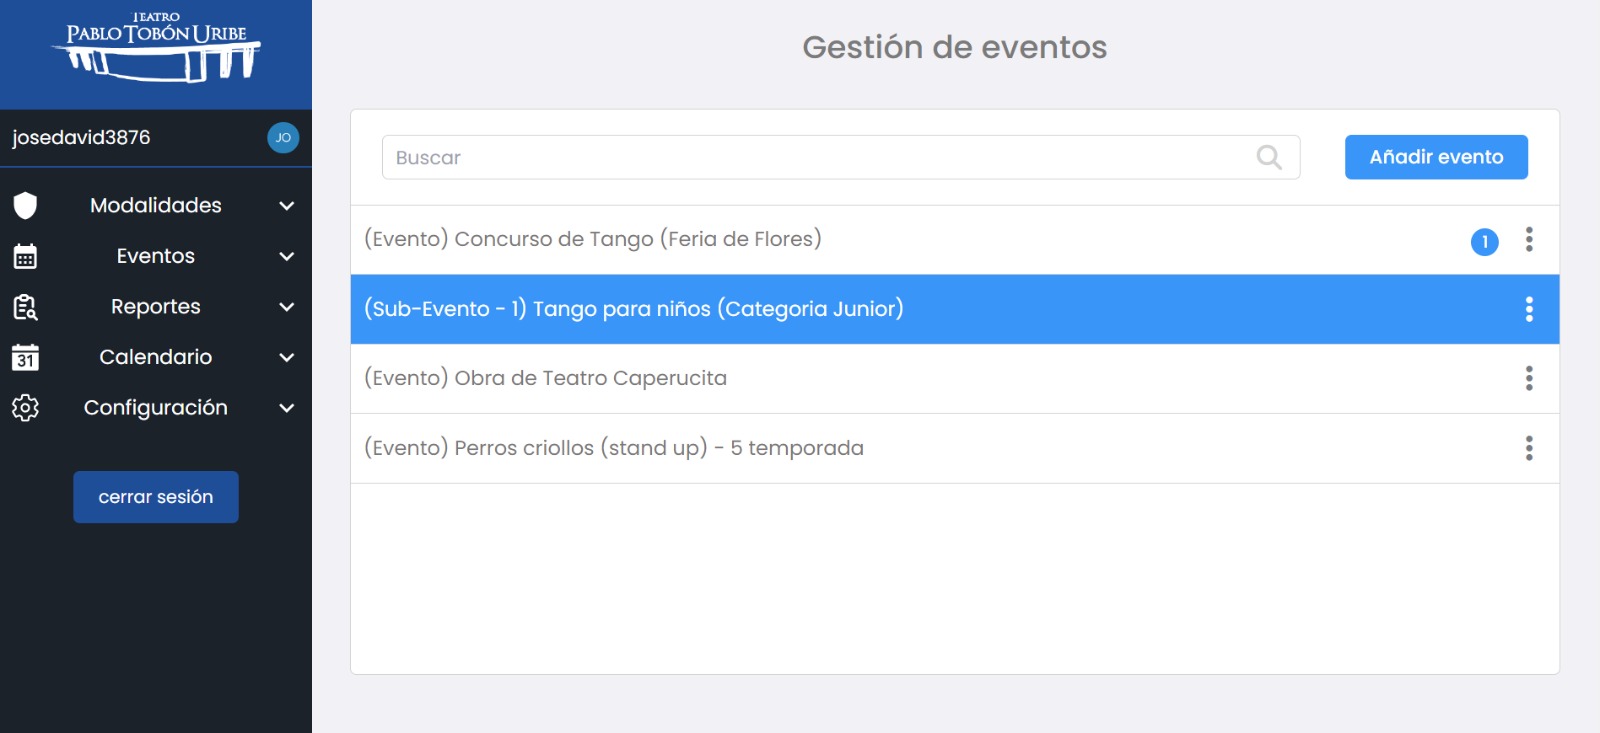 TEATRO
PABLO TOBÓN URIBE
josedavid3876
JO
Modalidades
Eventos
Reportes
31
Calendario
Configuración
cerrar sesión
Gestión de eventos
Buscar
Añadir evento
(Evento) Concurso de Tango (Feria de Flores)
1
(Sub-Evento - 1) Tango para niños (Categoria Junior)
(Evento) Obra de Teatro Caperucita
(Evento) Perros criollos (stand up) - 5 temporada